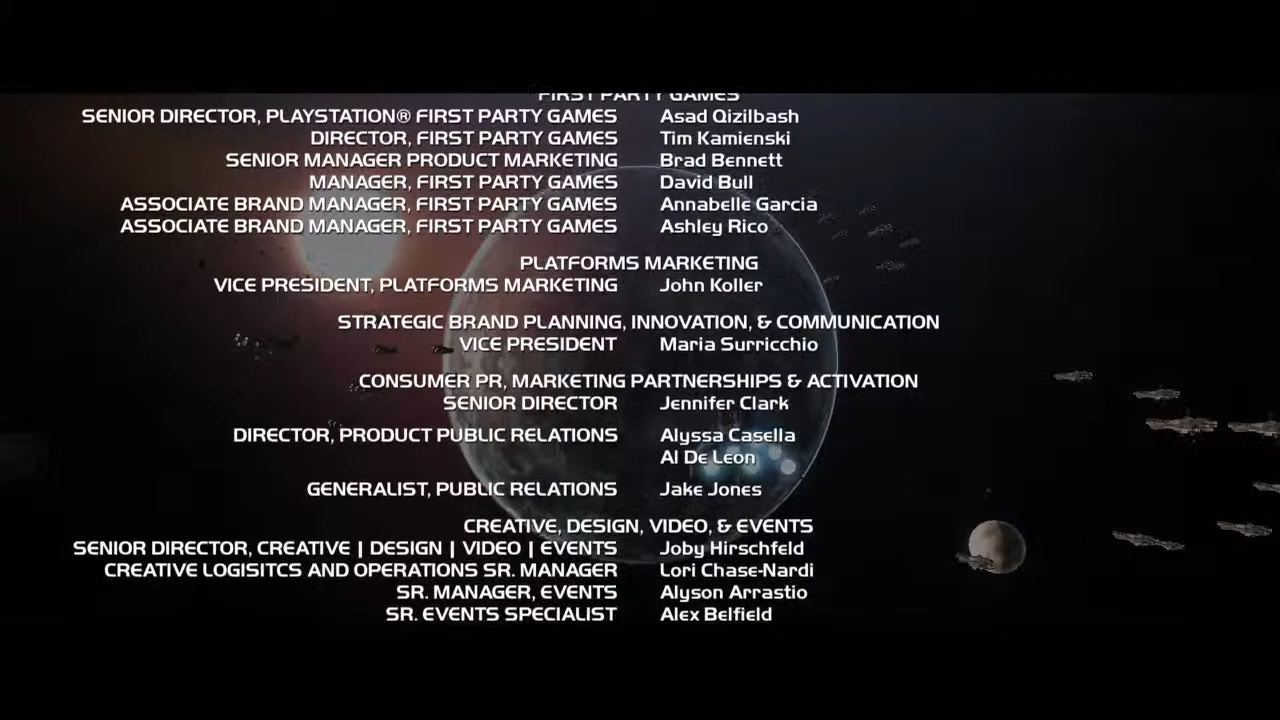 FIRST PARTY GAMES
SENIOR DIRECTOR, PLAYSTATION® FIRST PARTY GAMES Asad Qizilbash
DIRECTOR, FIRST PARTY GAMES Tim Kamienski
SENIOR MANAGER PRODUCT MARKETING Brad Bennett
MANAGER, FIRST PARTY GAMES David Bull
ASSOCIATE BRAND MANAGER, FIRST PARTY GAMES Annabelle Garcia
ASSOCIATE BRAND MANAGER, FIRST PARTY GAMES Ashley Rico
PLATFORMS MARKETING
VICE PRESIDENT, PLATFORMS MARKETING John Koller
STRATEGIC BRAND PLANNING, INNOVATION, & COMMUNICATION
VICE PRESIDENT Maria Surricchio
CONSUMER PR, MARKETING PARTNERSHIPS & ACTIVATION
SENIOR DIRECTOR Jennifer Clark
DIRECTOR, PRODUCT PUBLIC RELATIONS Alyssa Casella
Al De Leon
GENERALIST, PUBLIC RELATIONS Jake Jones
CREATIVE, DESIGN, VIDEO, & EVENTS
SENIOR DIRECTOR, CREATIVE | DESIGN | VIDEO | EVENTS Joby Hirschfeld
CREATIVE LOGISITCS AND OPERATIONS SR. MANAGER Lori Chase-Nardi
SR. MANAGER, EVENTS Alyson Arrastio
SR. EVENTS SPECIALIST Alex Belfield